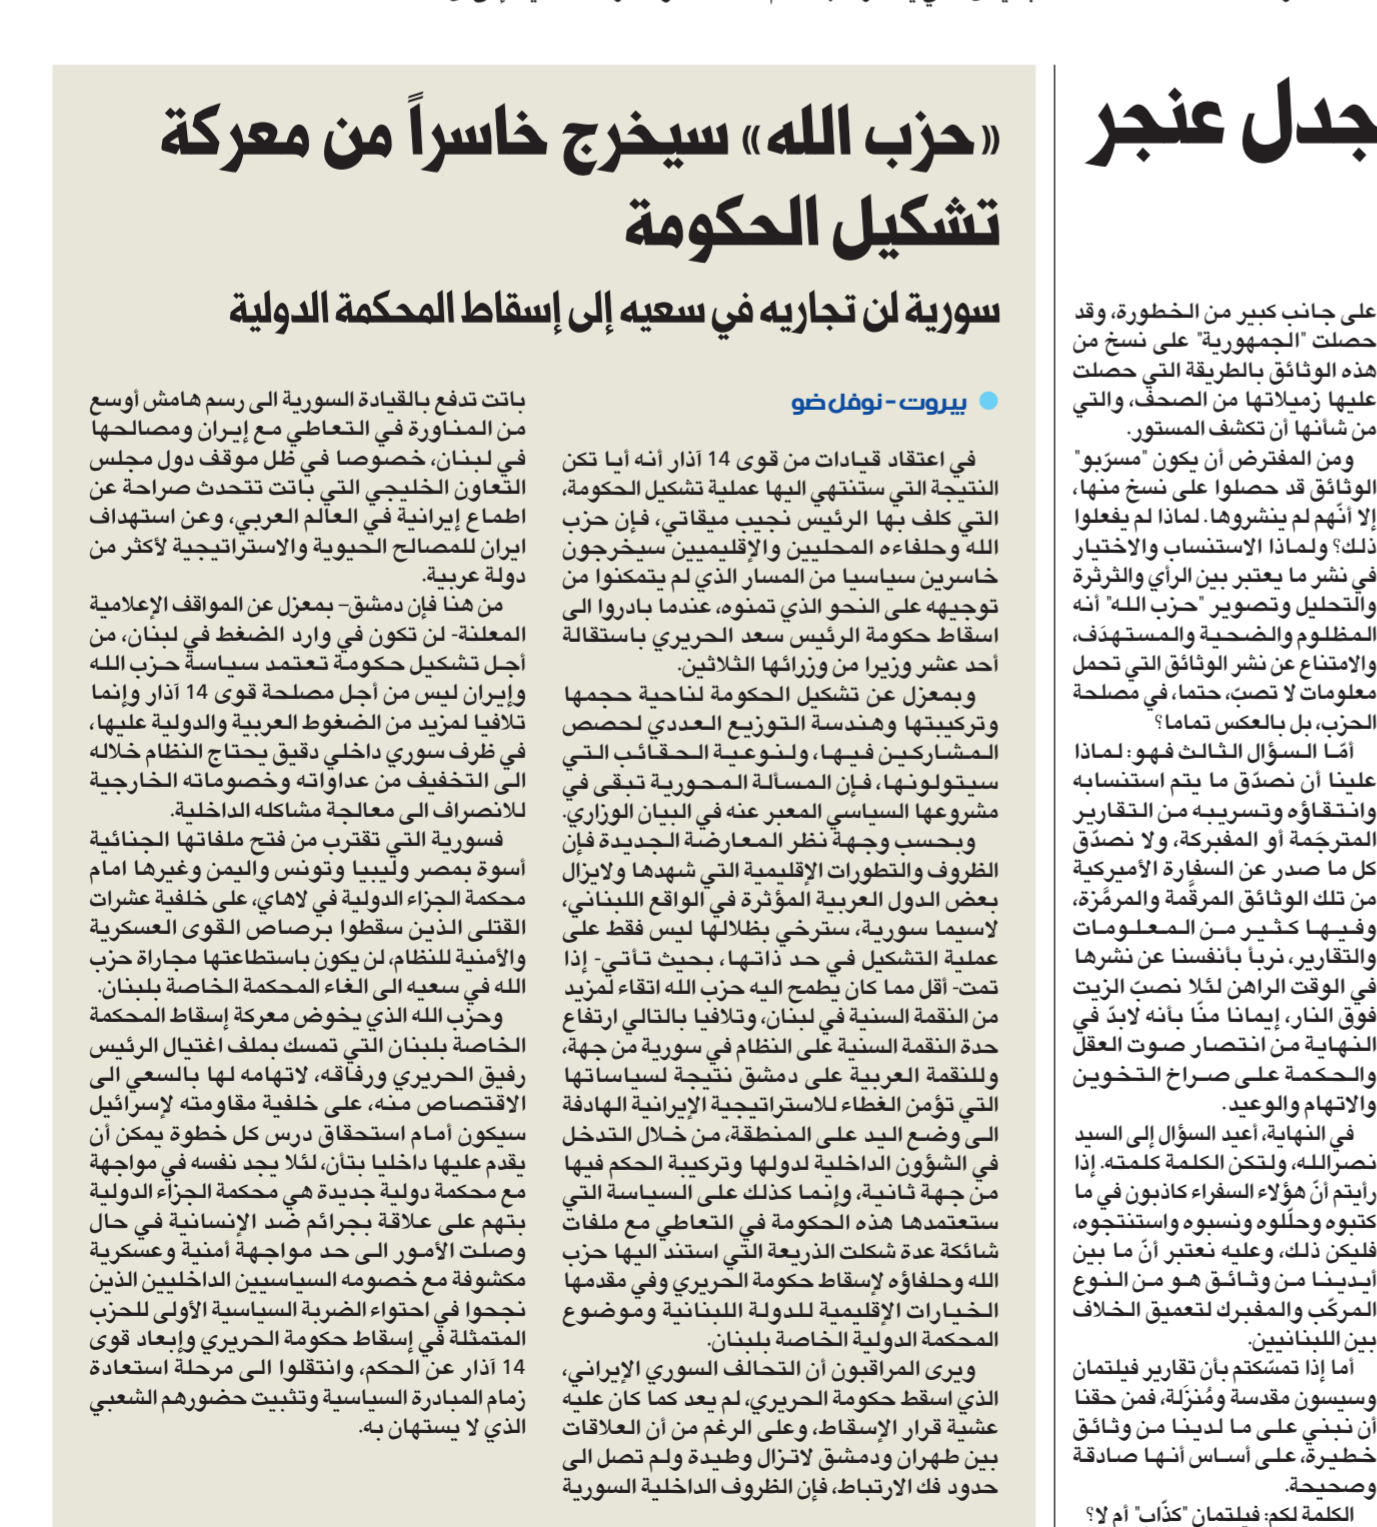 جدل عنجر
على جانب كبير من الخطورة، وقد
حصلت "الجمهورية" على نسخ من
هذه الوثائق بالطريقة التي حصلت
عليها زميلاتها من الصحف، والتي
من شأنها أن تكشف المستور.
ومن المفترض أن يكون "مسرّبو"
الوثائق قد حصلوا على نسخ منها،
إلا أنّهم لم ينشروها. لماذا لم يفعلوا
ذلك؟ ولماذا الاستنساب والاختيار
في نشر ما يعتبر بين الرأي والثرثرة
والتحليل وتصوير "حزب الله" أنه
المظلوم والضحية والمستهدَف،
والامتناع عن نشر الوثائق التي تحمل
معلومات لا تصبّ، حتما، في مصلحة
الحزب، بل بالعكس تماما؟
أمّا السؤال الثالث فهو: لماذا
علينا أن نصدّق ما يتم استنسابه
وانتقاؤه وتسريبه من التقارير
المترجَمة أو المفبركة، ولا نصدّق
كل ما صدر عن السفارة الأميركية
من تلك الوثائق المرقَّمة والمرمَّزة،
وفيها كثير من المعلومات
والتقارير، نربأ بأنفسنا عن نشرها
في الوقت الراهن لئلا نصبّ الزيت
فوق النار، إيمانا منّا بأنه لابدّ في
النهاية من انتصار صوت العقل
والحكمة على صراخ التخوين
والاتهام والوعيد.
في النهاية، أعيد السؤال إلى السيد
نصرالله، ولتكن الكلمة كلمته. إذا
رأيتم أنّ هؤلاء السفراء كاذبون في ما
كتبوه وحلّلوه ونسبوه واستنتجوه،
فليكن ذلك، وعليه نعتبر أنّ ما بين
أيدينا من وثائق هو من النوع
المركّب والمفبرك لتعميق الخلاف
بين اللبنانيين.
أما إذا تمسّكتم بأن تقارير فيلتمان
وسيسون مقدسة ومُنزَلة، فمن حقنا
أن نبني على ما لدينا من وثائق
خطيرة، على أساس أنها صادقة
وصحيحة.
الكلمة لكم: فيلتمان "كذّاب" أم لا؟
«حزب الله» سيخرج خاسراً من معركة
تشكيل الحكومة
سورية لن تجاريه في سعيه إلى إسقاط المحكمة الدولية
بيروت - نوفل ضو
في اعتقاد قيادات من قوى 14 آذار أنه أيا تكن
النتيجة التي ستنتهي اليها عملية تشكيل الحكومة،
التي كلف بها الرئيس نجيب ميقاتي، فإن حزب
الله وحلفاءه المحليين والإقليميين سيخرجون
خاسرين سياسيا من المسار الذي لم يتمكنوا من
توجيهه على النحو الذي تمنوه، عندما بادروا الى
اسقاط حكومة الرئيس سعد الحريري باستقالة
أحد عشر وزيرا من وزرائها الثلاثين.
وبمعزل عن تشكيل الحكومة لناحية حجمها
وتركيبتها وهندسة التوزيع العددي لحصص
المشاركين فيها، ولنوعية الحقائب التي
سيتولونها، فإن المسألة المحورية تبقى في
مشروعها السياسي المعبر عنه في البيان الوزاري.
وبحسب وجهة نظر المعارضة الجديدة فإن
الظروف والتطورات الإقليمية التي شهدها ولايزال
بعض الدول العربية المؤثرة في الواقع اللبناني،
لاسيما سورية، سترخي بظلالها ليس فقط على
عملية التشكيل في حد ذاتها، بحيث تأتي- إذا
تمت- أقل مما كان يطمح اليه حزب الله اتقاء لمزيد
من النقمة السنية في لبنان، وتلافيا بالتالي ارتفاع
حدة النقمة السنية على النظام في سورية من جهة،
وللنقمة العربية على دمشق نتيجة لسياساتها
التي تؤمن الغطاء للاستراتيجية الإيرانية الهادفة
الى وضع اليد على المنطقة، من خلال التدخل
في الشؤون الداخلية لدولها وتركيبة الحكم فيها
من جهة ثانية، وإنما كذلك على السياسة التي
ستعتمدها هذه الحكومة في التعاطي مع ملفات
شائكة عدة شكلت الذريعة التي استند اليها حزب
الله وحلفاؤه لإسقاط حكومة الحريري وفي مقدمها
الخيارات الإقليمية للدولة اللبنانية وموضوع
المحكمة الدولية الخاصة بلبنان.
ويرى المراقبون أن التحالف السوري الإيراني،
الذي اسقط حكومة الحريري، لم يعد كما كان عليه
عشية قرار الإسقاط، وعلى الرغم من أن العلاقات
بين طهران ودمشق لاتزال وطيدة ولم تصل الى
حدود فك الارتباط، فإن الظروف الداخلية السورية
باتت تدفع بالقيادة السورية الى رسم هامش أوسع
من المناورة في التعاطي مع إيران ومصالحها
في لبنان، خصوصا في ظل موقف دول مجلس
التعاون الخليجي التي باتت تتحدث صراحة عن
اطماع إيرانية في العالم العربي، وعن استهداف
ايران للمصالح الحيوية والاستراتيجية لأكثر من
دولة عربية.
من هنا فإن دمشق– بمعزل عن المواقف الإعلامية
المعلنة- لن تكون في وارد الضغط في لبنان، من
أجل تشكيل حكومة تعتمد سياسة حزب الله
وإيران ليس من أجل مصلحة قوى 14 آذار وإنما
تلافيا لمزيد من الضغوط العربية والدولية عليها،
في ظرف سوري داخلي دقيق يحتاج النظام خلاله
الى التخفيف من عداواته وخصوماته الخارجية
للانصراف الى معالجة مشاكله الداخلية.
فسورية التي تقترب من فتح ملفاتها الجنائية
أسوة بمصر وليبيا وتونس واليمن وغيرها امام
محكمة الجزاء الدولية في لاهاي، على خلفية عشرات
القتلى الذين سقطوا برصاص القوى العسكرية
والأمنية للنظام، لن يكون باستطاعتها مجاراة حزب
الله في سعيه الى الغاء المحكمة الخاصة بلبنان.
وحزب الله الذي يخوض معركة إسقاط المحكمة
الخاصة بلبنان التي تمسك بملف اغتيال الرئيس
رفيق الحريري ورفاقه، لاتهامه لها بالسعي الى
الاقتصاص منه، على خلفية مقاومته لإسرائيل
سيكون أمام استحقاق درس كل خطوة يمكن أن
يقدم عليها داخليا بتأن، لئلا يجد نفسه في مواجهة
مع محكمة دولية جديدة هي محكمة الجزاء الدولية
بتهم على علاقة بجرائم ضد الإنسانية في حال
وصلت الأمور الى حد مواجهة أمنية وعسكرية
مكشوفة مع خصومه السياسيين الداخليين الذين
نجحوا في احتواء الضربة السياسية الأولى للحزب
المتمثلة في إسقاط حكومة الحريري وإبعاد قوى
14 آذار عن الحكم، وانتقلوا الى مرحلة استعادة
زمام المبادرة السياسية وتثبيت حضورهم الشعبي
الذي لا يستهان به.